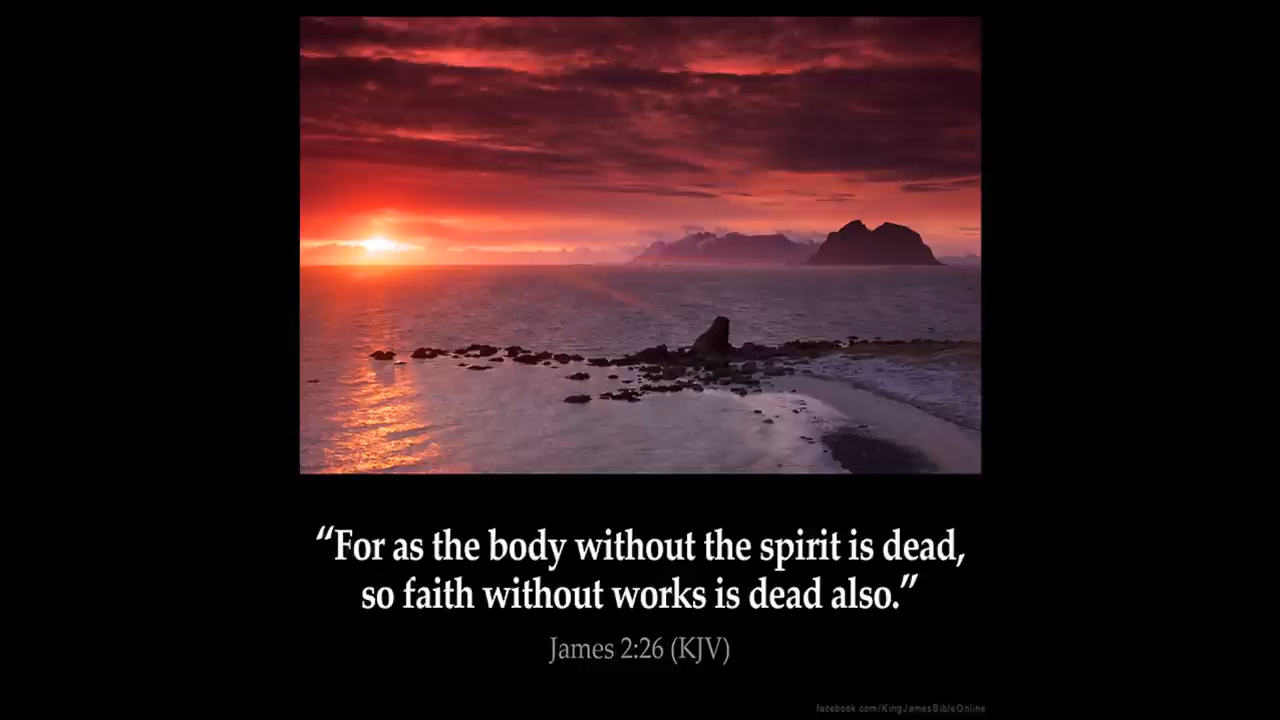 “For as the body without the spirit is dead,
so faith without works is dead also.”
James 2:26 (KJV)
facebook.com/KingJamesBibleOnline